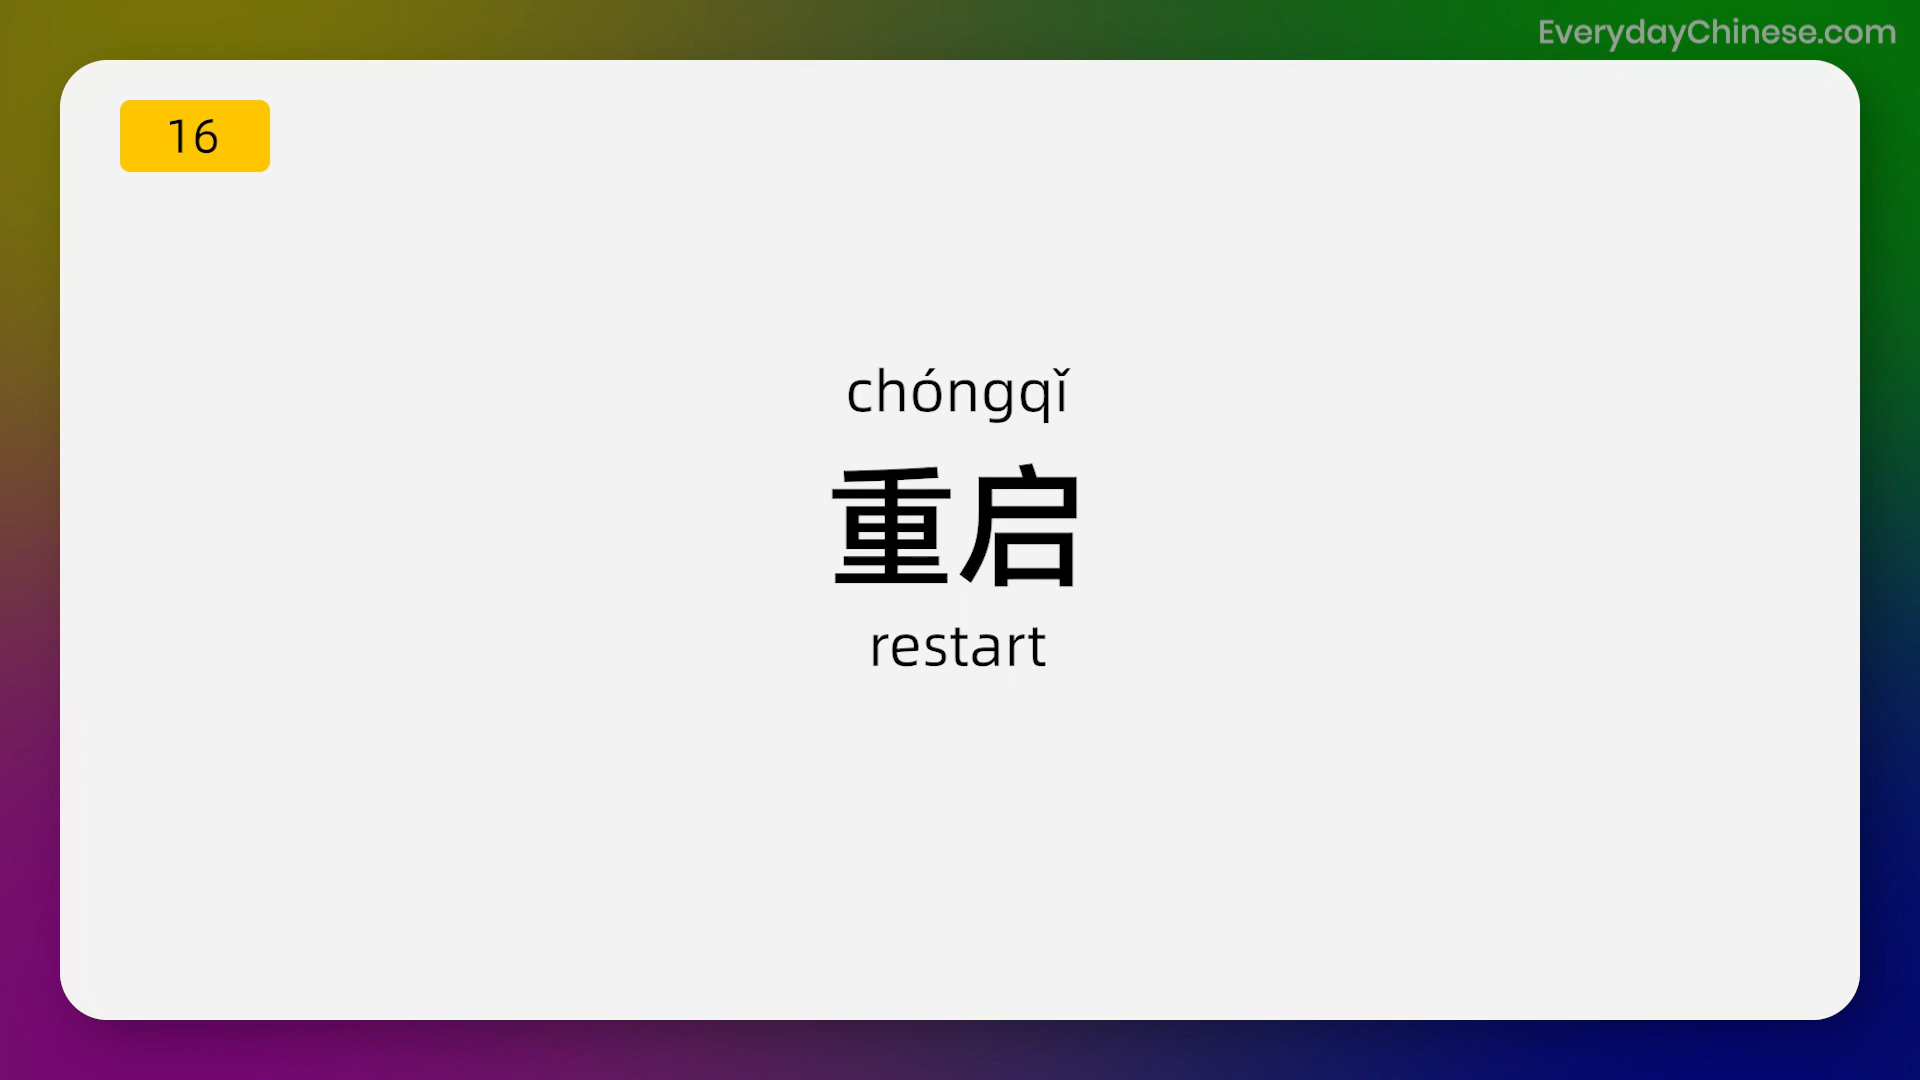 EverydayChinese.com
16
chóngqǐ
重启
restart